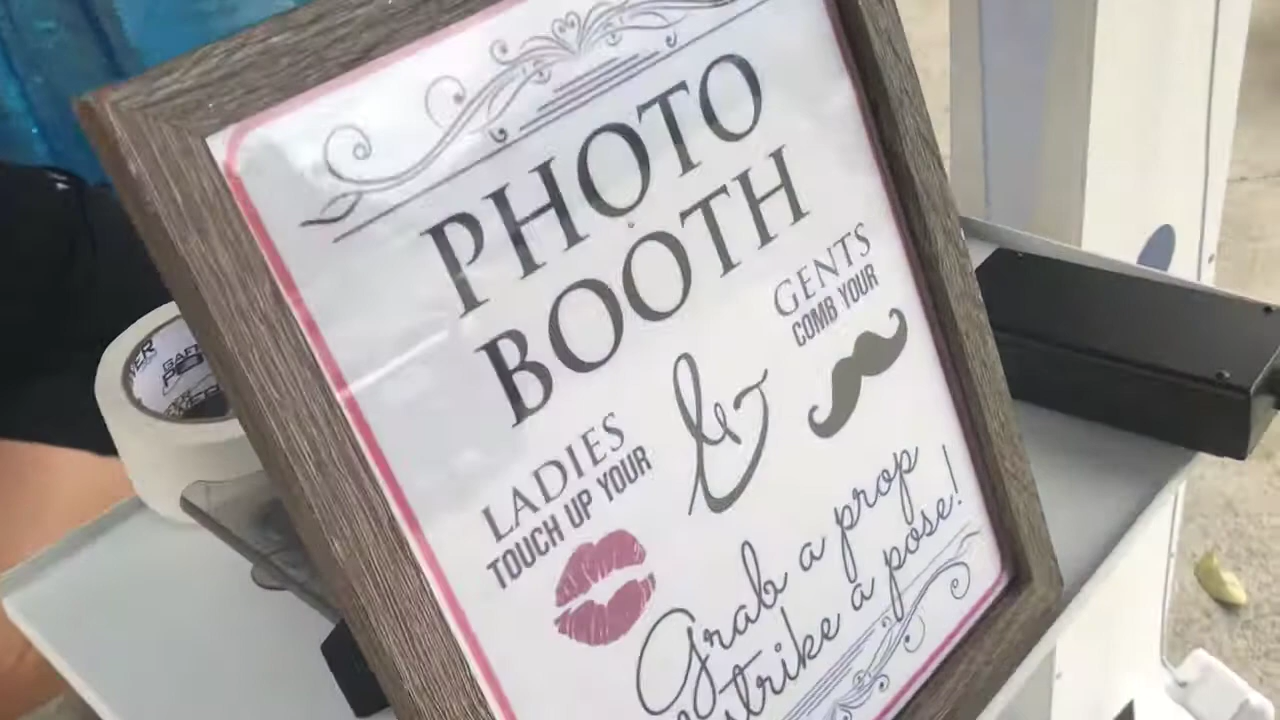 PHOTO
BOOTH
LADIES
TOUCH UP YOUR
&
GENTS
COMB YOUR
Grab a prop
strike a pose!